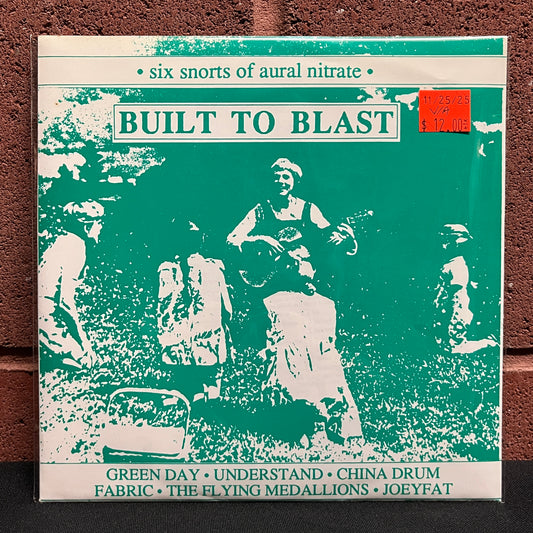 • six snorts of aural nitrate •
11 25 25
$ 12.00
BUILT TO BLAST
GREEN DAY • UNDERSTAND • CHINA DRUM
FABRIC • THE FLYING MEDALLIONS • JOEYFAT